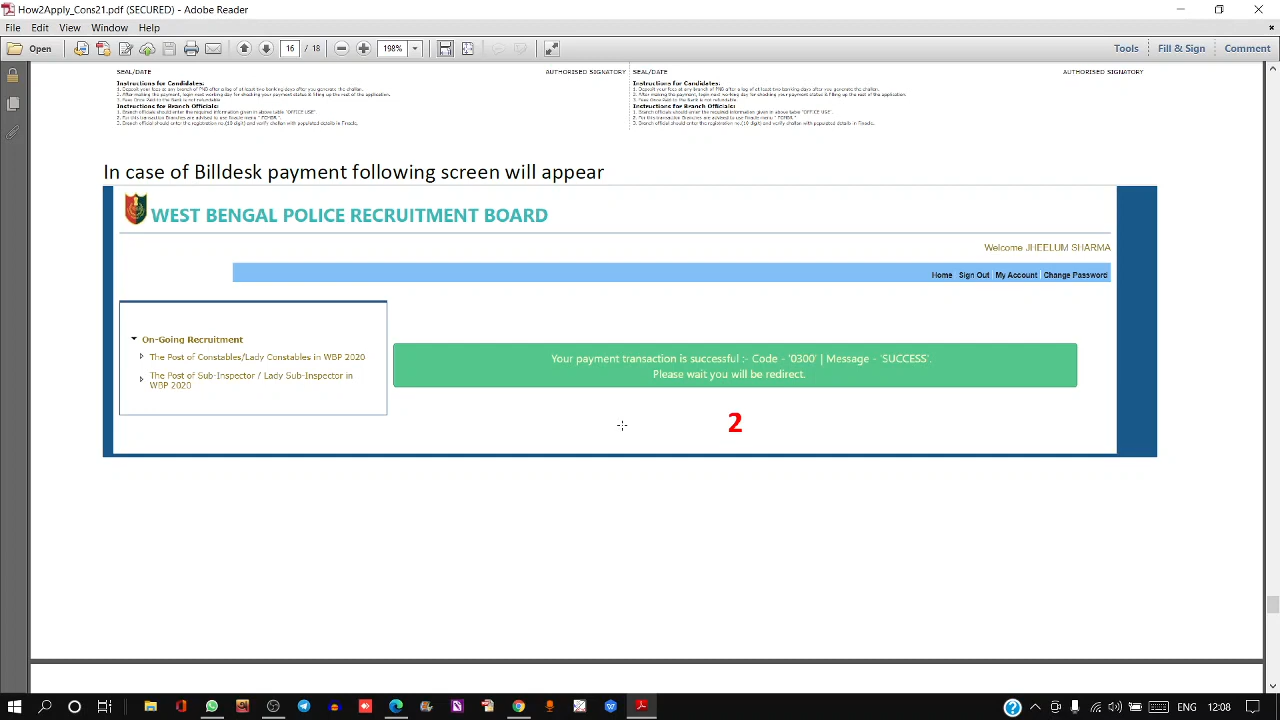 How2Apply_Cons21.pdf (SECURED) - Adobe Reader
File Edit View Window Help
Open 16 / 18 198% Tools Fill & Sign Comment
SEAL/DATE AUTHORISED SIGNATORY SEAL/DATE AUTHORISED SIGNATORY
Instructions for Candidates: Instructions for Candidates:
Instructions for Branch Officials: Instructions for Branch Officials:
In case of Billdesk payment following screen will appear
WEST BENGAL POLICE RECRUITMENT BOARD
Welcome JHEELUM SHARMA
Home Sign Out My Account Change Password
On-Going Recruitment
The Post of Constables/Lady Constables in WBP 2020
The Post of Sub-Inspector / Lady Sub-Inspector in
WBP 2020
Your payment transaction is successful :- Code - '0300' | Message - 'SUCCESS'.
Please wait you will be redirect.
2
ENG 12:08